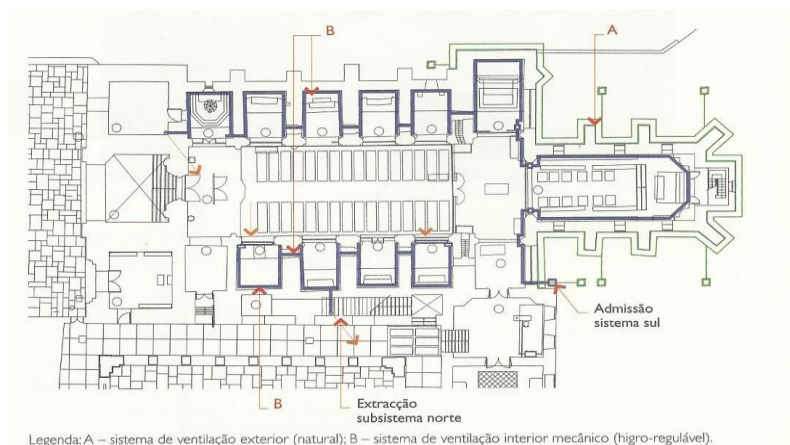 B
A
Admissão
sistema sul
B
Extracção
subsistema norte
Legenda: A – sistema de ventilação exterior (natural); B – sistema de ventilação interior mecânico (higro-regulável).